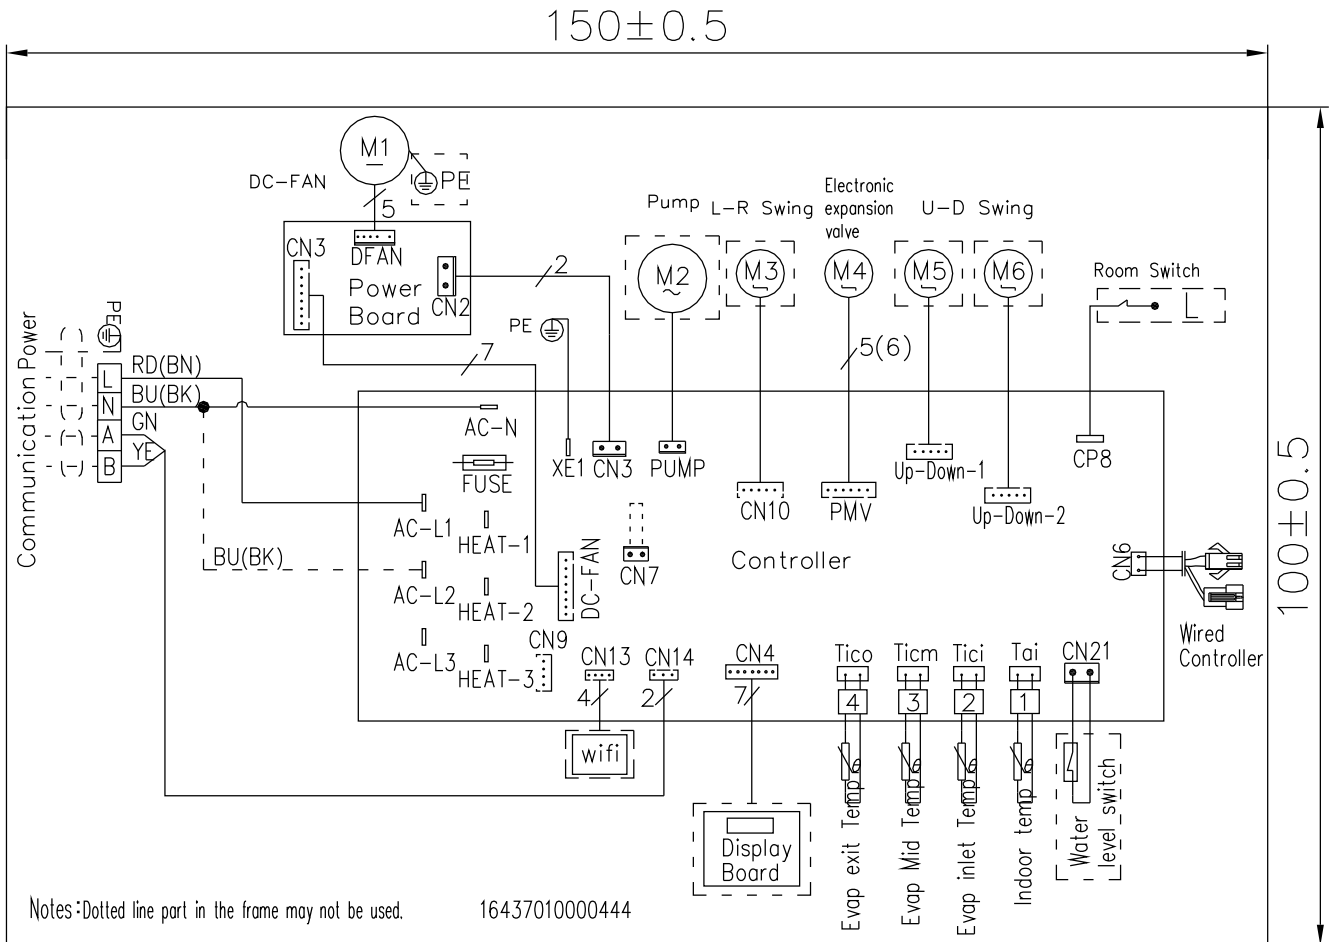 150±0.5
100±0.5
M1
DC-FAN
PE
5
CN3
DFAN
Power
Board
CN2
2
7
PE
Pump
M2
L-R Swing
M3
Electronic
expansion
valve
M4
5(6)
U-D Swing
M5
M6
Room Switch
L
Communication Power
PE
L
N
A
B
RD(BN)
BU(BK)
GN
YE
BU(BK)
AC-N
FUSE
XE1
CN3
PUMP
CN10
PMV
Up-Down-1
Up-Down-2
CP8
AC-L1
AC-L2
AC-L3
HEAT-1
HEAT-2
HEAT-3
DC-FAN
CN7
Controller
CN6
Wired
Controller
CN9
CN13
4
wifi
CN14
2
CN4
7
Display
Board
Tico
4
θ
Evap exit Temp
Ticm
3
θ
Evap Mid Temp
Tici
2
θ
Evap inlet Temp
Tai
1
θ
Indoor temp
CN21
Water
level switch
Notes:Dotted line part in the frame may not be used.
16437010000444